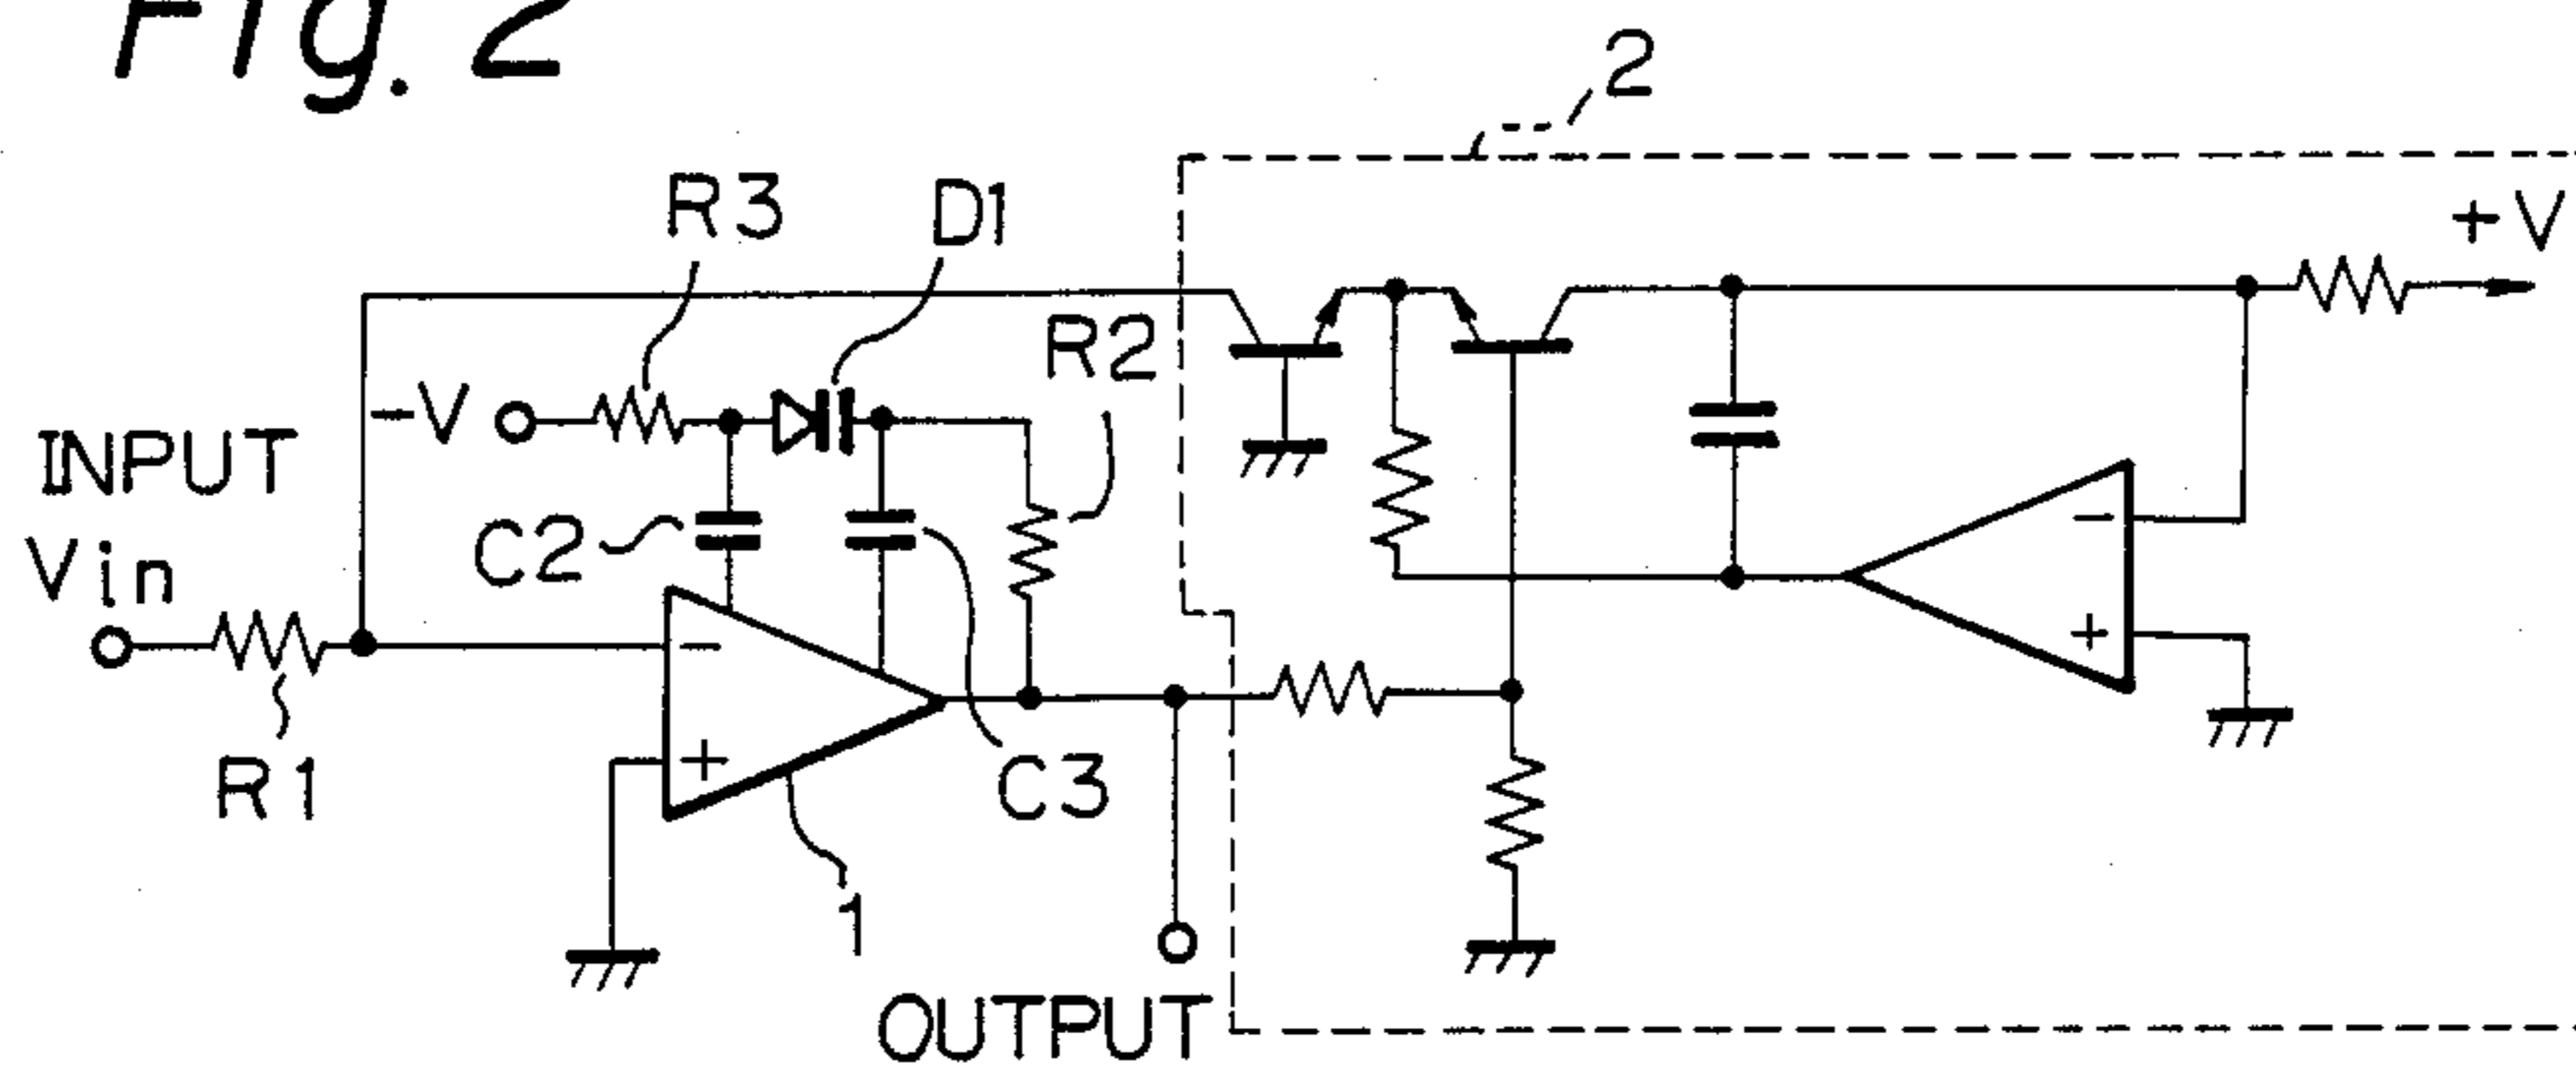 Fig. 2
2
+V
R3
D1
R2
-V
INPUT
Vin
C2
-
+
-
+
R1
C3
1
OUTPUT